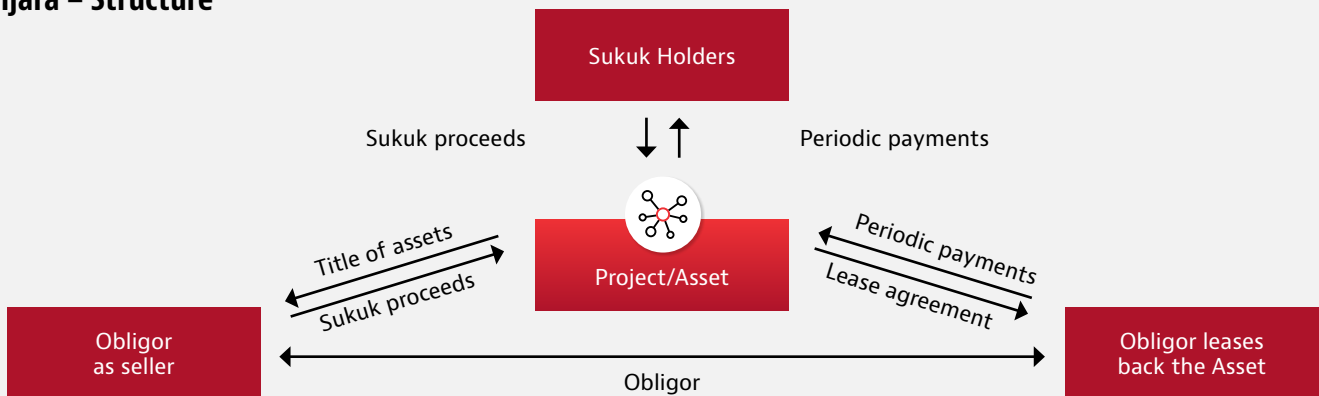 Ijara – Structure
Sukuk Holders
Sukuk proceeds
Periodic payments
Title of assets
Sukuk proceeds
Project/Asset
Periodic payments
Lease agreement
Obligor
as seller
Obligor leases
back the Asset
Obligor